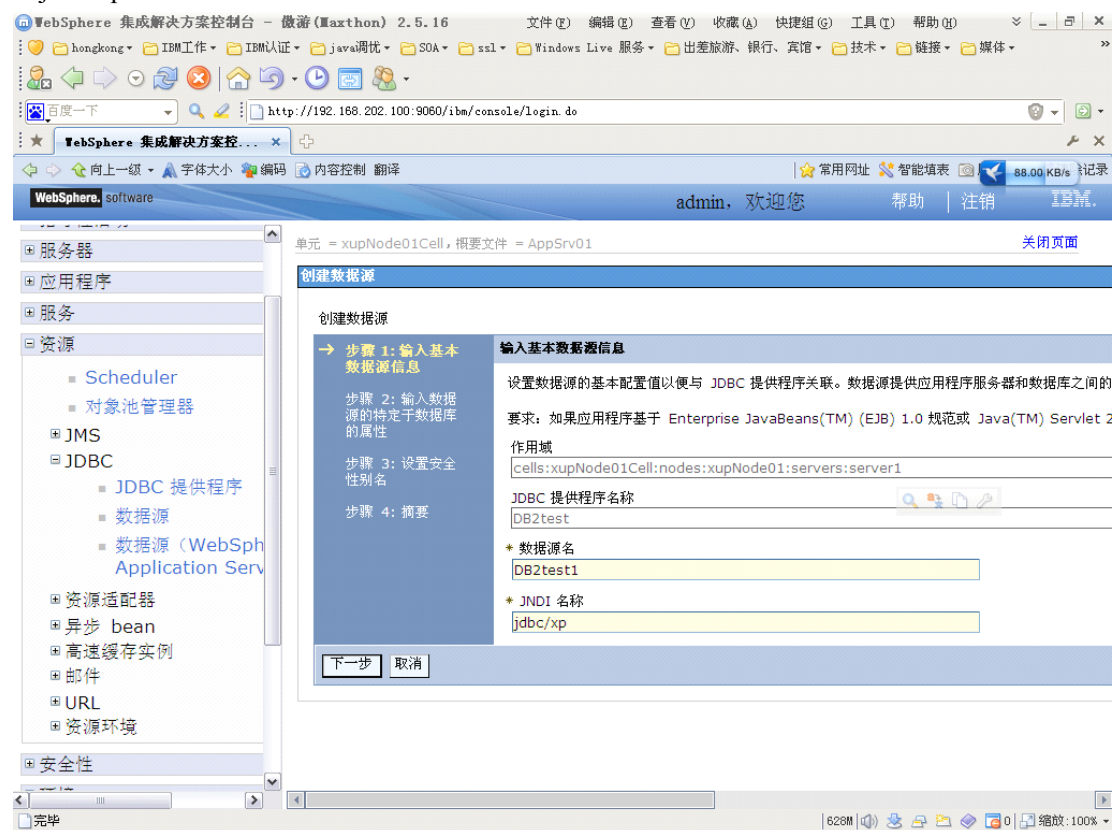 WebSphere 集成解决方案控制台 - 傲游(Maxthon) 2.5.16 文件(F) 编辑(E) 查看(V) 收藏(A) 快捷组(G) 工具(T) 帮助(H)
hongkong IBM工作 IBM认证 java调优 SOA ssl Windows Live 服务 出差旅游、银行、宾馆 技术 链接 媒体 »
百度一下 http://192.168.202.100:9060/ibm/console/login.do
WebSphere 集成解决方案控...
向上一级 字体大小 编码 内容控制 翻译 常用网址 智能填表 88.00 KB/s 记录
WebSphere. software admin, 欢迎您 帮助 注销 IBM.
单元 = xupNode01Cell,概要文件 = AppSrv01 关闭页面
服务器
应用程序
服务
资源
Scheduler
对象池管理器
JMS
JDBC
JDBC 提供程序
数据源
数据源(WebSph
Application Serv
资源适配器
异步 bean
高速缓存实例
邮件
URL
资源环境
安全性
创建数据源
创建数据源
步骤 1: 输入基本
数据源信息
步骤 2: 输入数据
源的特定于数据库
的属性
步骤 3: 设置安全
性别名
步骤 4: 摘要
输入基本数据源信息
设置数据源的基本配置值以便与 JDBC 提供程序关联。数据源提供应用程序服务器和数据库之间的
要求: 如果应用程序基于 Enterprise JavaBeans(TM) (EJB) 1.0 规范或 Java(TM) Servlet 2
作用域
cells:xupNode01Cell:nodes:xupNode01:servers:server1
JDBC 提供程序名称
DB2test
* 数据源名
DB2test1
* JNDI 名称
jdbc/xp
下一步 取消
完毕 628M 0 缩放:100%